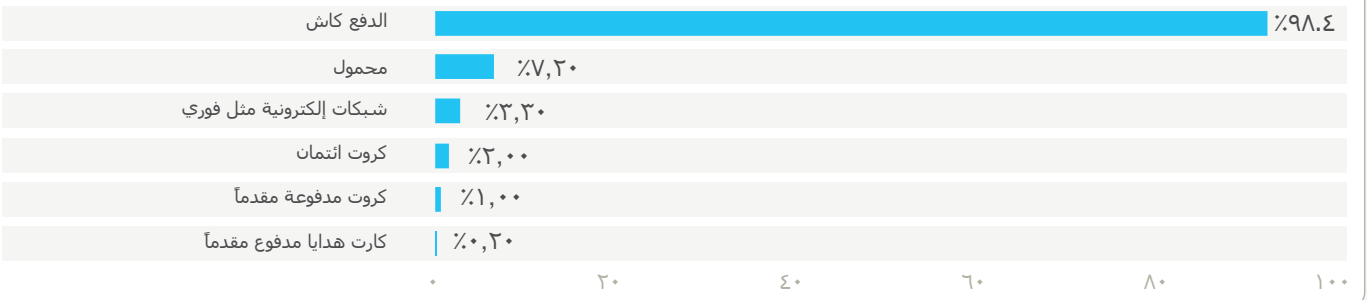 الدفع كاش ٩٨.٤٪
محمول ٧,٢٠٪
شبكات إلكترونية مثل فوري ٣,٣٠٪
كروت ائتمان ٢,٠٠٪
كروت مدفوعة مقدماً ١,٠٠٪
كارت هدايا مدفوع مقدماً ٠,٢٠٪
٠ ٢٠ ٤٠ ٦٠ ٨٠ ١٠٠